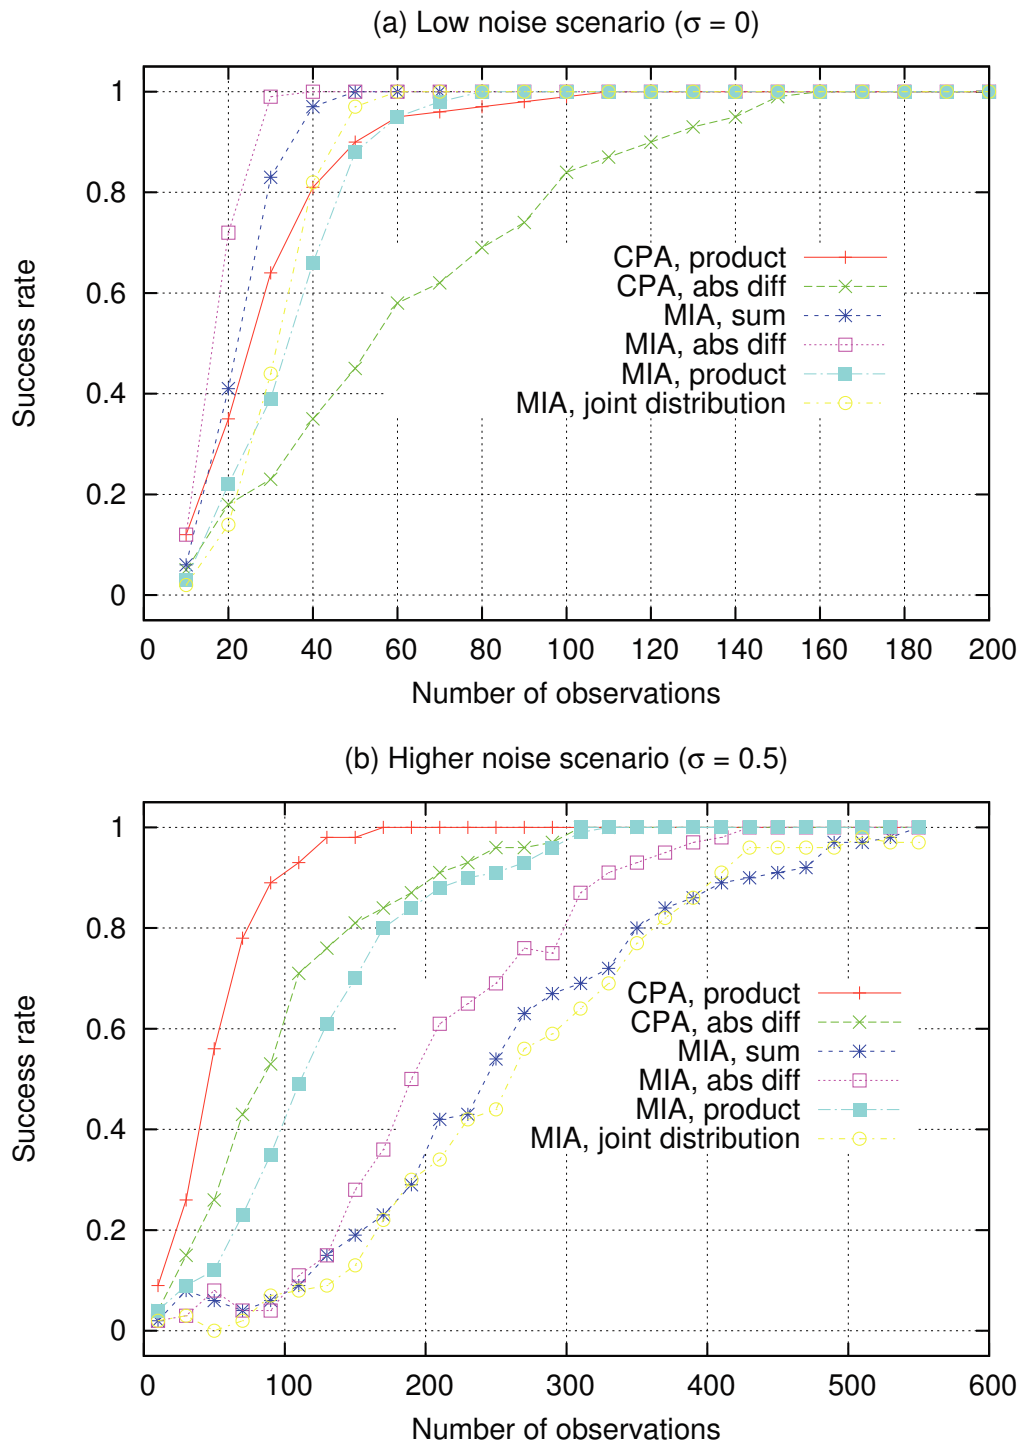 (a) Low noise scenario (σ = 0)
1
0.8
0.6
0.4
0.2
0
Success rate
CPA, product
CPA, abs diff
MIA, sum
MIA, abs diff
MIA, product
MIA, joint distribution
0 20 40 60 80 100 120 140 160 180 200
Number of observations
(b) Higher noise scenario (σ = 0.5)
1
0.8
0.6
0.4
0.2
0
Success rate
CPA, product
CPA, abs diff
MIA, sum
MIA, abs diff
MIA, product
MIA, joint distribution
0 100 200 300 400 500 600
Number of observations